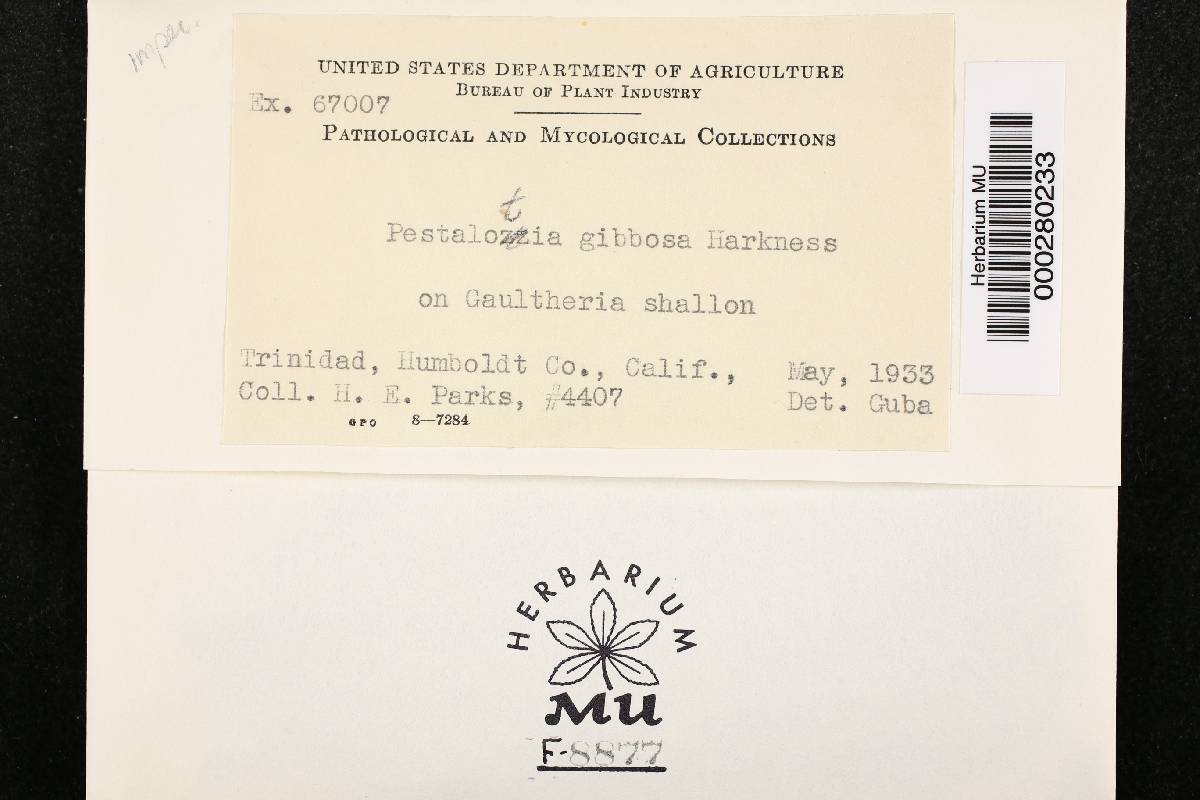 impec.
UNITED STATES DEPARTMENT OF AGRICULTURE
BUREAU OF PLANT INDUSTRY
Ex. 67007
PATHOLOGICAL AND MYCOLOGICAL COLLECTIONS
t
Pestalozzia gibbosa Harkness
on Gaultheria shallon
Trinidad, Humboldt Co., Calif., May, 1933
Coll. H. E. Parks, #4407 Det. Guba
GPO 8—7284
Herbarium MU
000280233
HERBARIUM
MU
F-8877